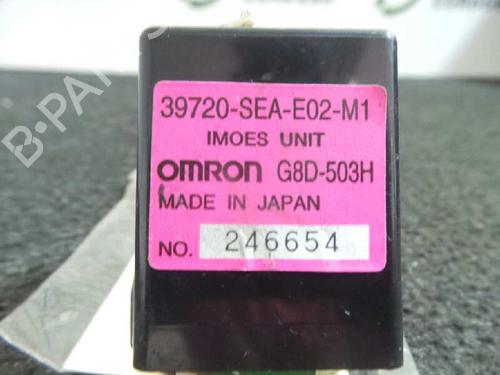 39720-SEA-E02-M1
IMOES UNIT
OMRON G8D-503H
MADE IN JAPAN
NO. 246654